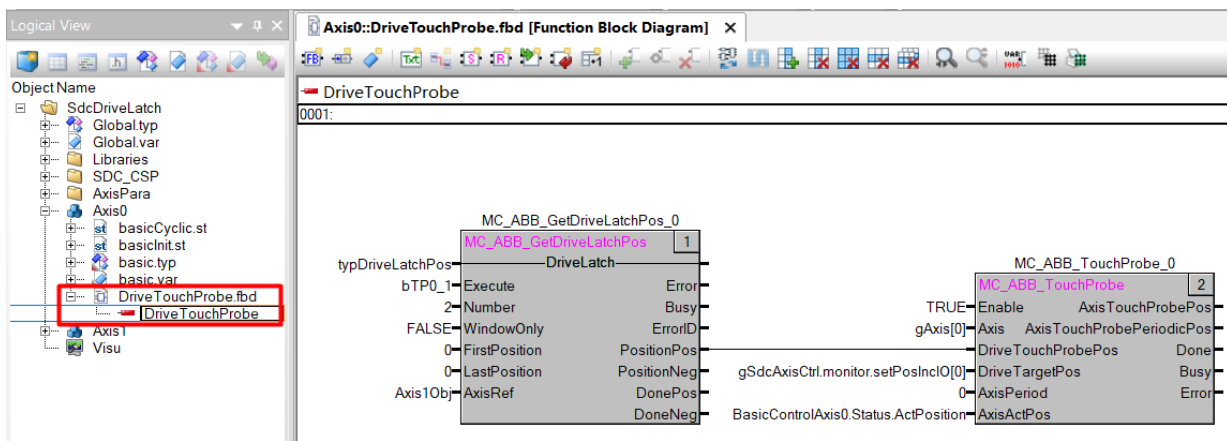 Logical View
Axis0::DriveTouchProbe.fbd [Function Block Diagram]
Object Name
SdcDriveLatch
Global.typ
Global.var
Libraries
SDC_CSP
AxisPara
Axis0
basicCyclic.st
basicInit.st
basic.typ
basic.var
DriveTouchProbe.fbd
DriveTouchProbe
Axis1
Visu
DriveTouchProbe
0001:
MC_ABB_GetDriveLatchPos_0
MC_ABB_GetDriveLatchPos 1
typDriveLatchPos DriveLatch
bTP0_1 Execute Error
2 Number Busy
FALSE WindowOnly ErrorID
0 FirstPosition PositionPos
0 LastPosition PositionNeg
Axis1Obj AxisRef DonePos
DoneNeg
MC_ABB_TouchProbe_0
MC_ABB_TouchProbe 2
TRUE Enable AxisTouchProbePos
gAxis[0] Axis AxisTouchProbePeriodicPos
DriveTouchProbePos Done
gSdcAxisCtrl.monitor.setPosIncIO[0] DriveTargetPos Busy
0 AxisPeriod Error
BasicControlAxis0.Status.ActPosition AxisActPos